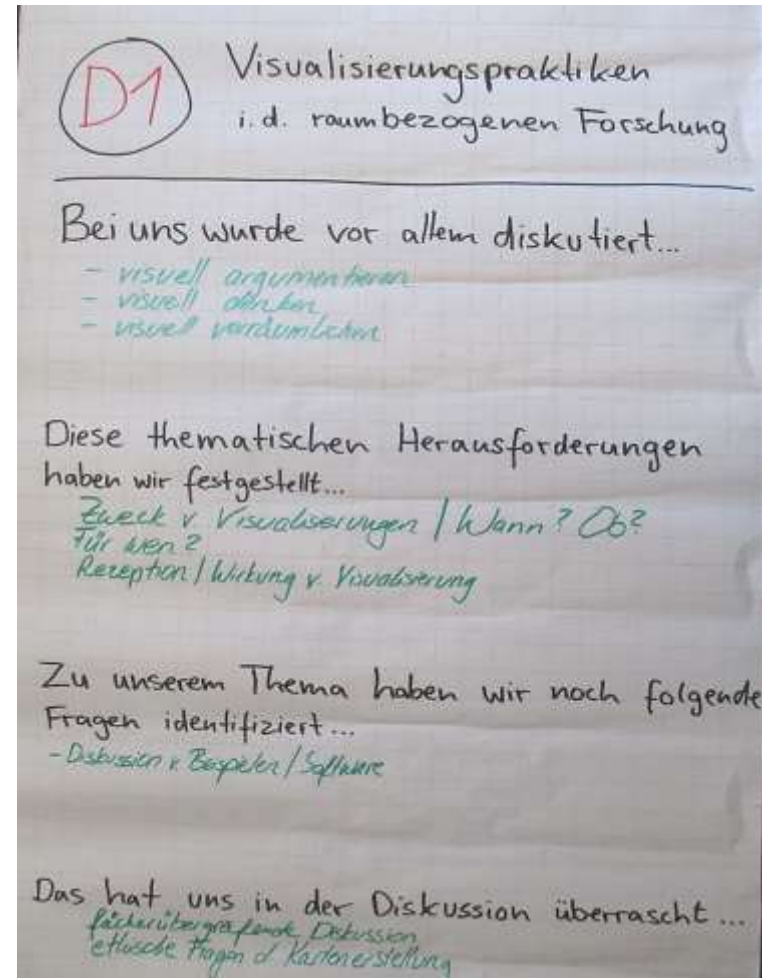 D1
Visualisierungspraktiken
i.d. raumbezogenen Forschung
Bei uns wurde vor allem diskutiert...
- visuell argumentieren
- visuell denken
- visuell verräumlichen
Diese thematischen Herausforderungen
haben wir festgestellt...
Zweck v. Visualisierungen / Wann? Ob?
Für wen?
Rezeption / Wirkung v. Visualisierung
Zu unserem Thema haben wir noch folgende
Fragen identifiziert...
- Diskussion v. Beispielen / Software
Das hat uns in der Diskussion überrascht...
fächerübergreifende Diskussion
ethische Fragen d. Kartenerstellung